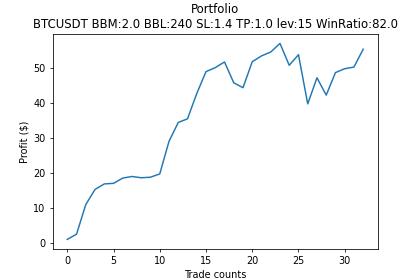 Portfolio
BTCUSDT BBM:2.0 BBL:240 SL:1.4 TP:1.0 lev:15 WinRatio:82.0
Profit ($)
50
40
30
20
10
0
0 5 10 15 20 25 30
Trade counts